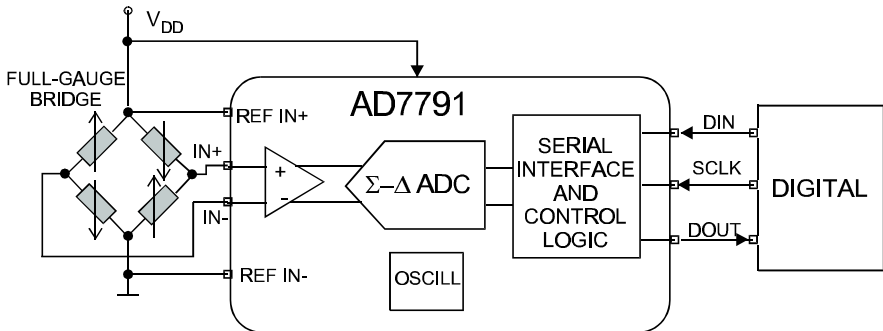 V_DD
FULL-GAUGE
BRIDGE
REF IN+
AD7791
IN+
+
-
IN-
Σ–Δ ADC
SERIAL
INTERFACE
AND
CONTROL
LOGIC
DIN
SCLK
DOUT
DIGITAL
REF IN-
OSCILL